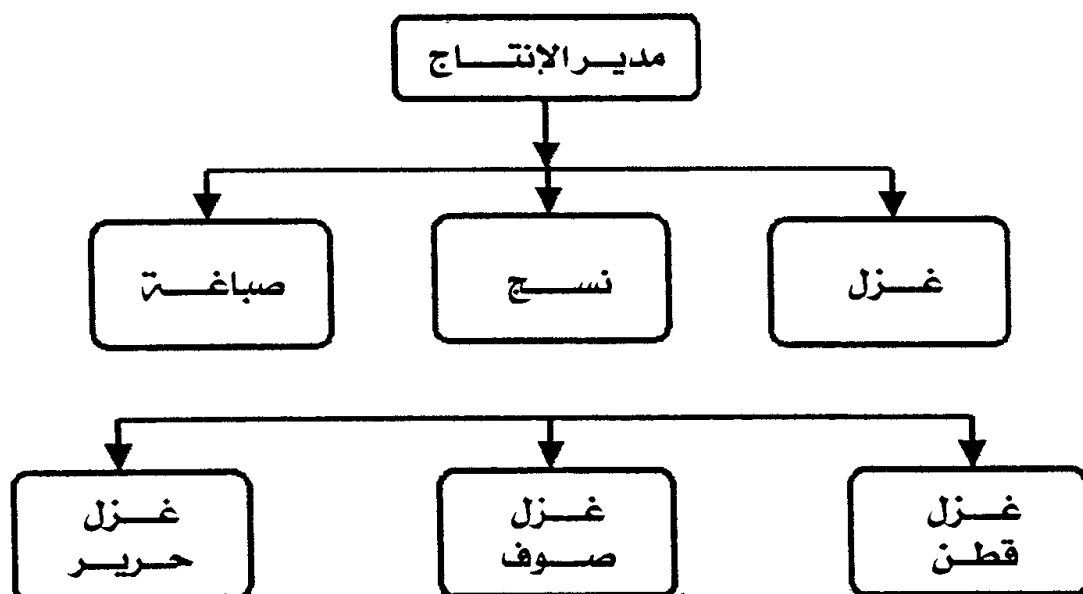 مدير الإنتاج
غزل
نسج
صباغة
غزل
قطن
غزل
صوف
غزل
حرير